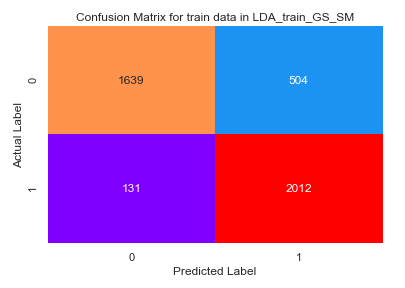 Confusion Matrix for train data in LDA_train_GS_SM
Actual Label
0
1639
504
1
131
2012
0
1
Predicted Label